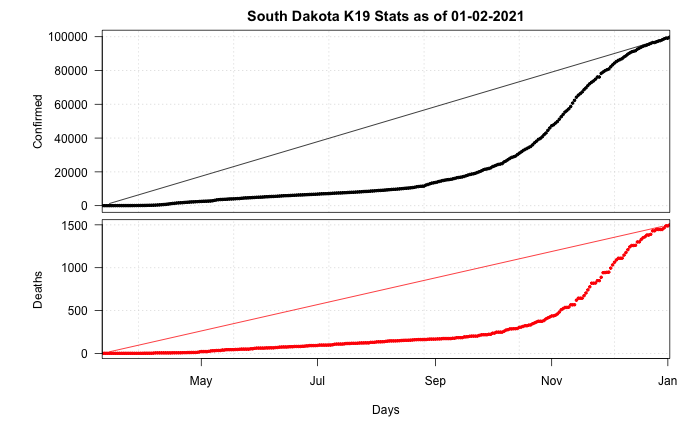 South Dakota K19 Stats as of 01-02-2021
100000
80000
60000
40000
20000
0
Confirmed
1500
1000
500
0
Deaths
May Jul Sep Nov Jan
Days